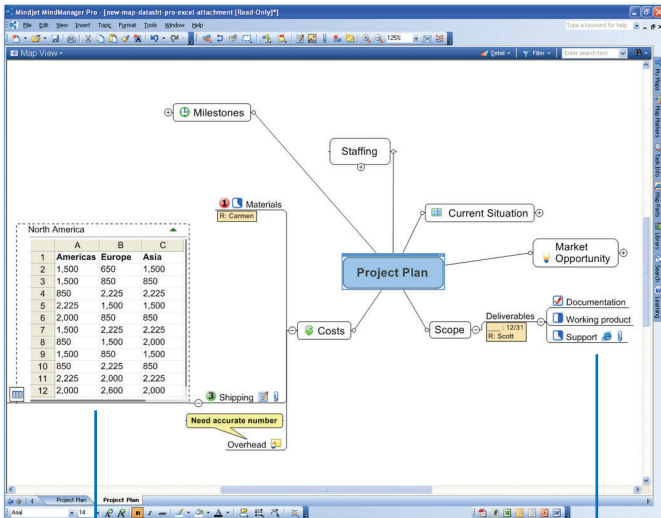 Mindjet MindManager Pro - [new-map-datasht-pro-excel attachment [Read-Only]*]
File Edit View Insert Topic Format Tools Window Help
Type a keyword for help
125%
Map View
Detail Filter Enter search text
My Maps
Map Markers
Task Info
Map Parts
Library
Search
Learning
Milestones
Staffing
1 Materials
R: Carmen
Current Situation
Market
Opportunity
Project Plan
North America
A B C
1 Americas Europe Asia
2 1,500 650 1,500
3 1,500 850 850
4 850 2,225 2,225
5 2,225 1,500 1,500
6 2,000 850 850
7 1,500 2,225 2,225
8 850 1,500 2,000
9 1,500 850 1,500
10 850 2,225 850
11 2,225 2,000 2,225
12 2,000 2,600 2,000
Costs
Scope
Deliverables
___ : 12/31
R: Scott
Documentation
Working product
Support
3 Shipping
Need accurate number
Overhead
Project Plan Project Plan
Arial 14